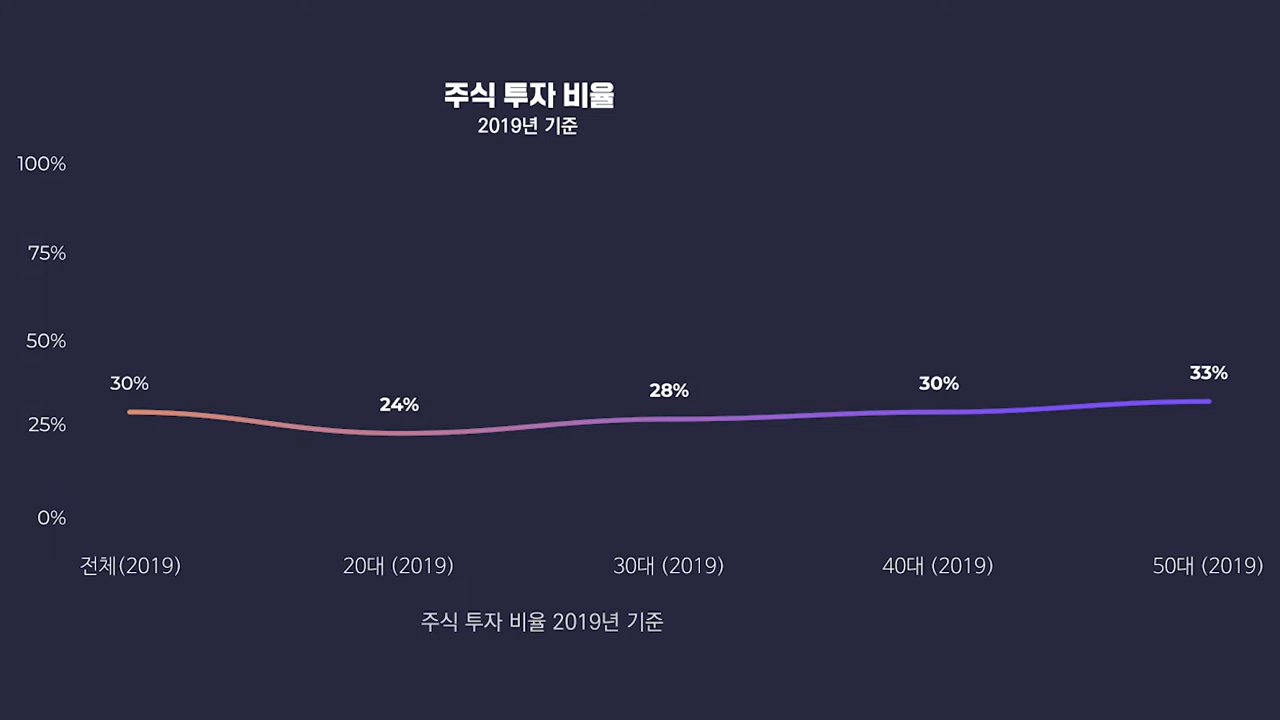 주식 투자 비율
2019년 기준
100%
75%
50%
25%
0%
30%
24%
28%
30%
33%
전체(2019)
20대 (2019)
30대 (2019)
40대 (2019)
50대 (2019)
주식 투자 비율 2019년 기준